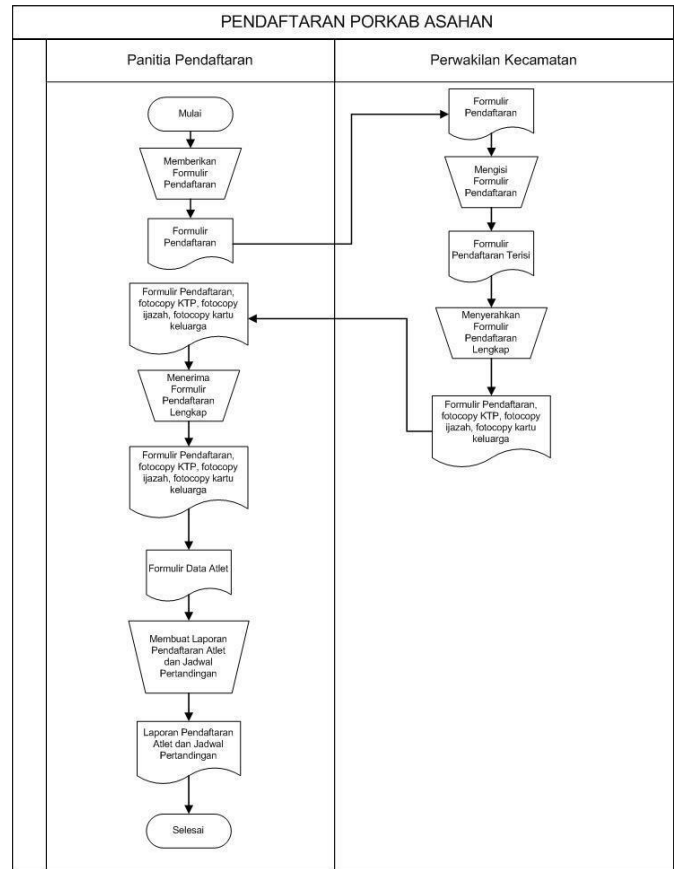 PENDAFTARAN PORKAB ASAHAN
Panitia Pendaftaran
Perwakilan Kecamatan
Mulai
Memberikan
Formulir
Pendaftaran
Formulir
Pendaftaran
Formulir
Pendaftaran
Mengisi
Formulir
Pendaftaran
Formulir
Pendaftaran Terisi
Menyerahkan
Formulir
Pendaftaran
Lengkap
Formulir Pendaftaran,
fotocopy KTP, fotocopy
ijazah, fotocopy kartu
keluarga
Formulir Pendaftaran,
fotocopy KTP, fotocopy
ijazah, fotocopy kartu
keluarga
Menerima
Formulir
Pendaftaran
Lengkap
Formulir Pendaftaran,
fotocopy KTP, fotocopy
ijazah, fotocopy kartu
keluarga
Formulir Data Atlet
Membuat Laporan
Pendaftaran Atlet
dan Jadwal
Pertandingan
Laporan Pendaftaran
Atlet dan Jadwal
Pertandingan
Selesai